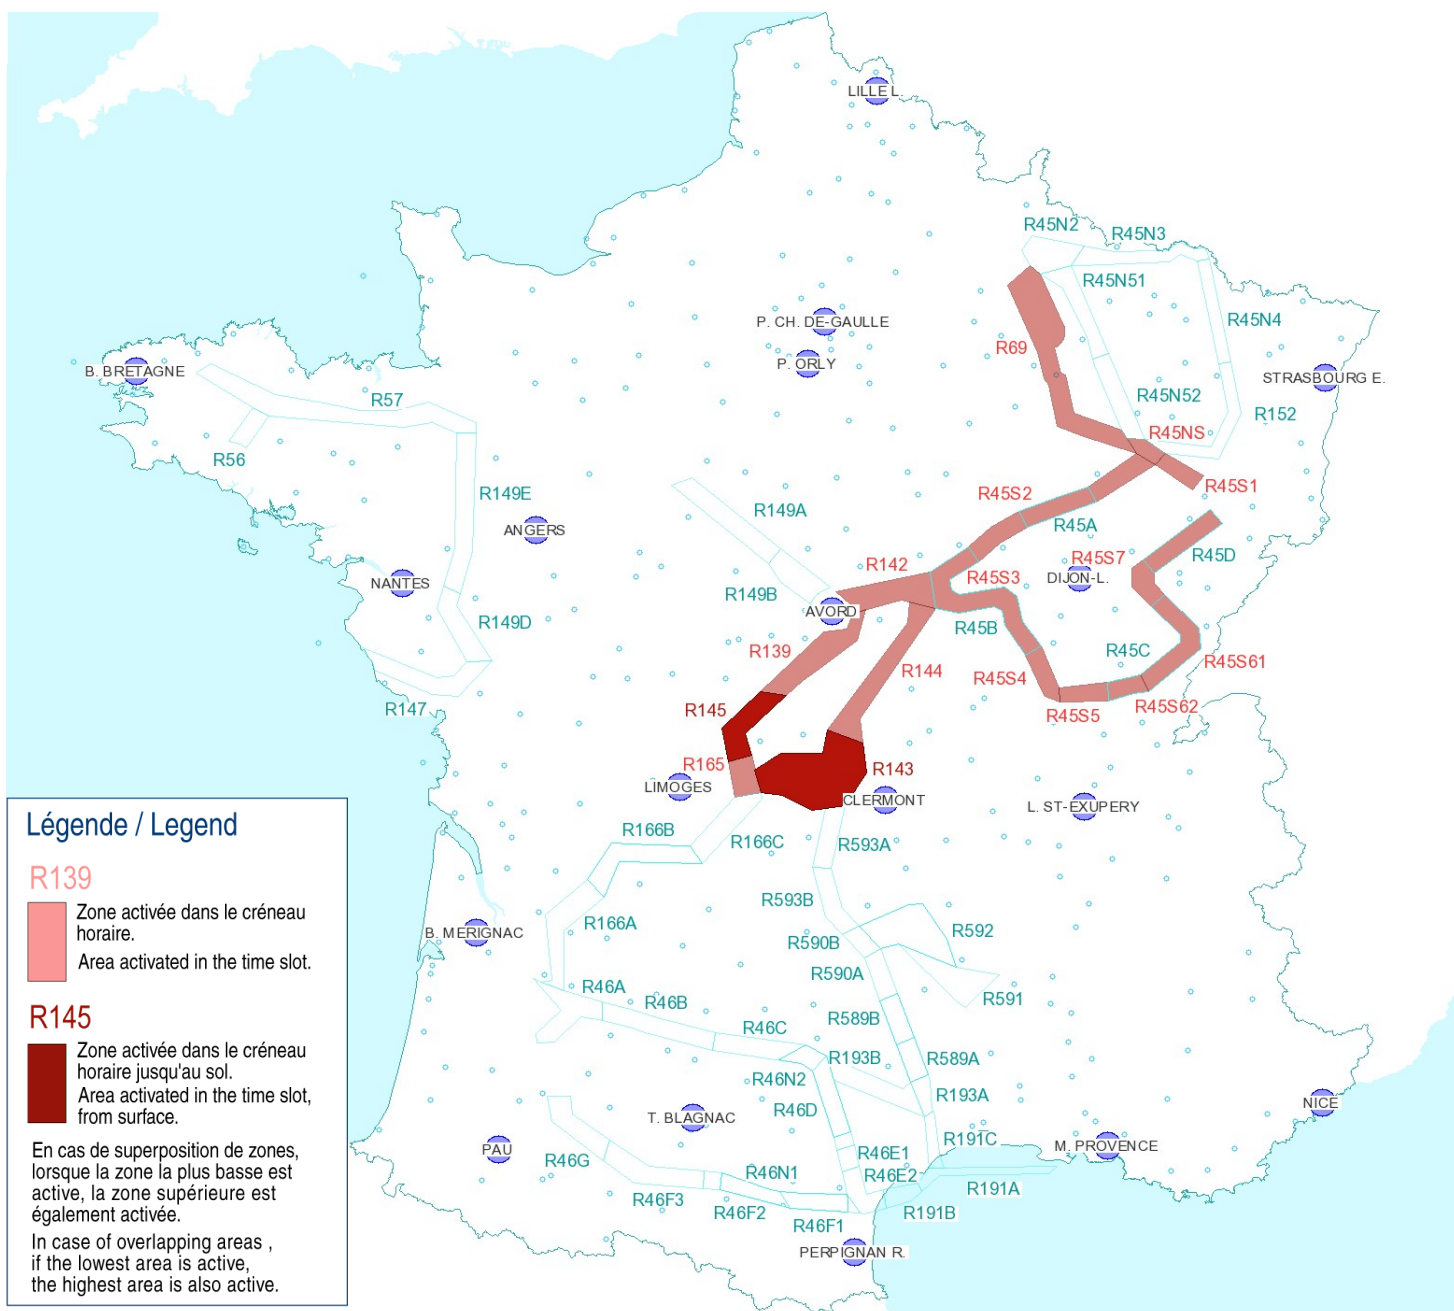 LILLE L.
R45N2
R45N3
R45N51
P. CH. DE-GAULLE
R45N4
R69
P. ORLY
B. BRETAGNE
STRASBOURG E.
R57
R45N52
R152
R45NS
R56
R149E
R45S2
R45S1
R149A
R45A
ANGERS
R142
R45S7
R45D
NANTES
R45S3
DIJON-L.
R149B
AVORD
R149D
R45B
R139
R45C
R45S61
R144
R45S4
R147
R145
R45S5
R45S62
R165
R143
LIMOGES
CLERMONT
L. ST-EXUPERY
R166B
R166C
R593A
R593B
R166A
B. MERIGNAC
R590B
R592
R590A
R46A
R46B
R591
R46C
R589B
R193B
R589A
R46N2
R193A
R46D
NICE
T. BLAGNAC
R191C
PAU
M. PROVENCE
R46G
R46E1
R46N1
R46E2
R46F3
R191A
R46F2
R191B
R46F1
PERPIGNAN R.
Légende / Legend
R139
Zone activée dans le créneau
horaire.
Area activated in the time slot.
R145
Zone activée dans le créneau
horaire jusqu'au sol.
Area activated in the time slot,
from surface.
En cas de superposition de zones,
lorsque la zone la plus basse est
active, la zone supérieure est
également activée.
In case of overlapping areas ,
if the lowest area is active,
the highest area is also active.